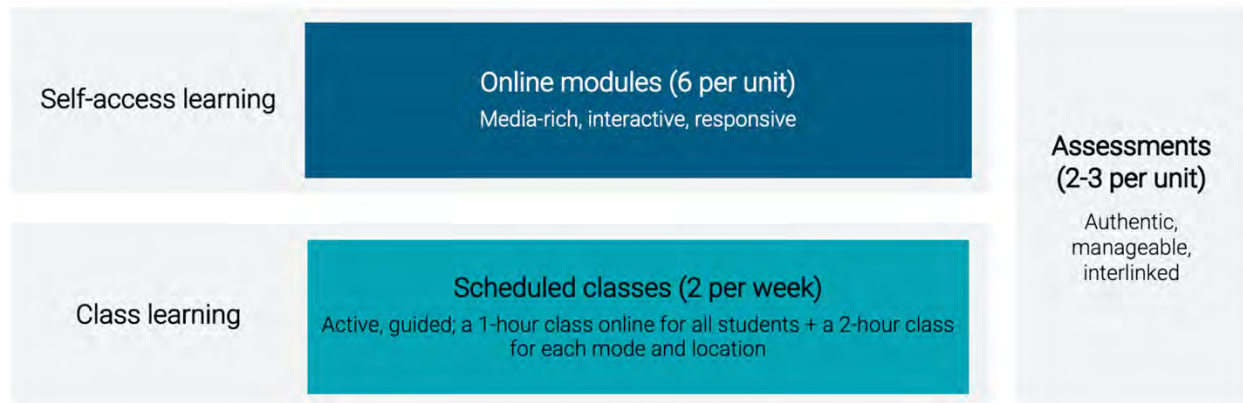 Self-access learning
Online modules (6 per unit)
Media-rich, interactive, responsive
Class learning
Scheduled classes (2 per week)
Active, guided; a 1-hour class online for all students + a 2-hour class
for each mode and location
Assessments
(2-3 per unit)
Authentic,
manageable,
interlinked